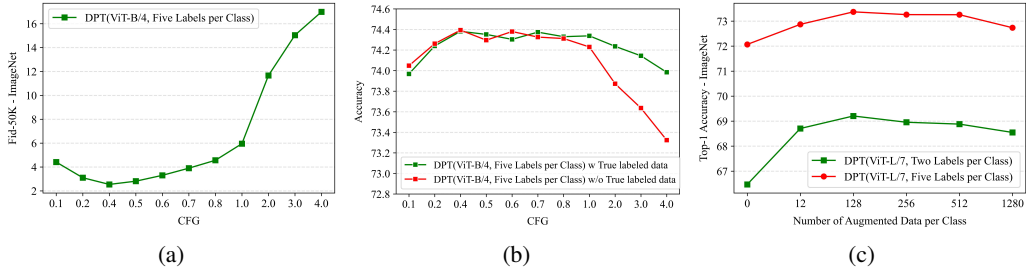 DPT(ViT-B/4, Five Labels per Class)
Fid-50K - ImageNet
16
14
12
10
8
6
4
2
0.1 0.2 0.4 0.5 0.6 0.7 0.8 1.0 2.0 3.0 4.0
CFG
(a)
Accuracy
74.6
74.4
74.2
74.0
73.8
73.6
73.4
73.2
73.0
72.8
DPT(ViT-B/4, Five Labels per Class) w True labeled data
DPT(ViT-B/4, Five Labels per Class) w/o True labeled data
0.1 0.2 0.4 0.5 0.6 0.7 0.8 1.0 2.0 3.0 4.0
CFG
(b)
Top-1 Accuracy - ImageNet
73
72
71
70
69
68
67
DPT(ViT-L/7, Two Labels per Class)
DPT(ViT-L/7, Five Labels per Class)
0 12 128 256 512 1280
Number of Augmented Data per Class
(c)